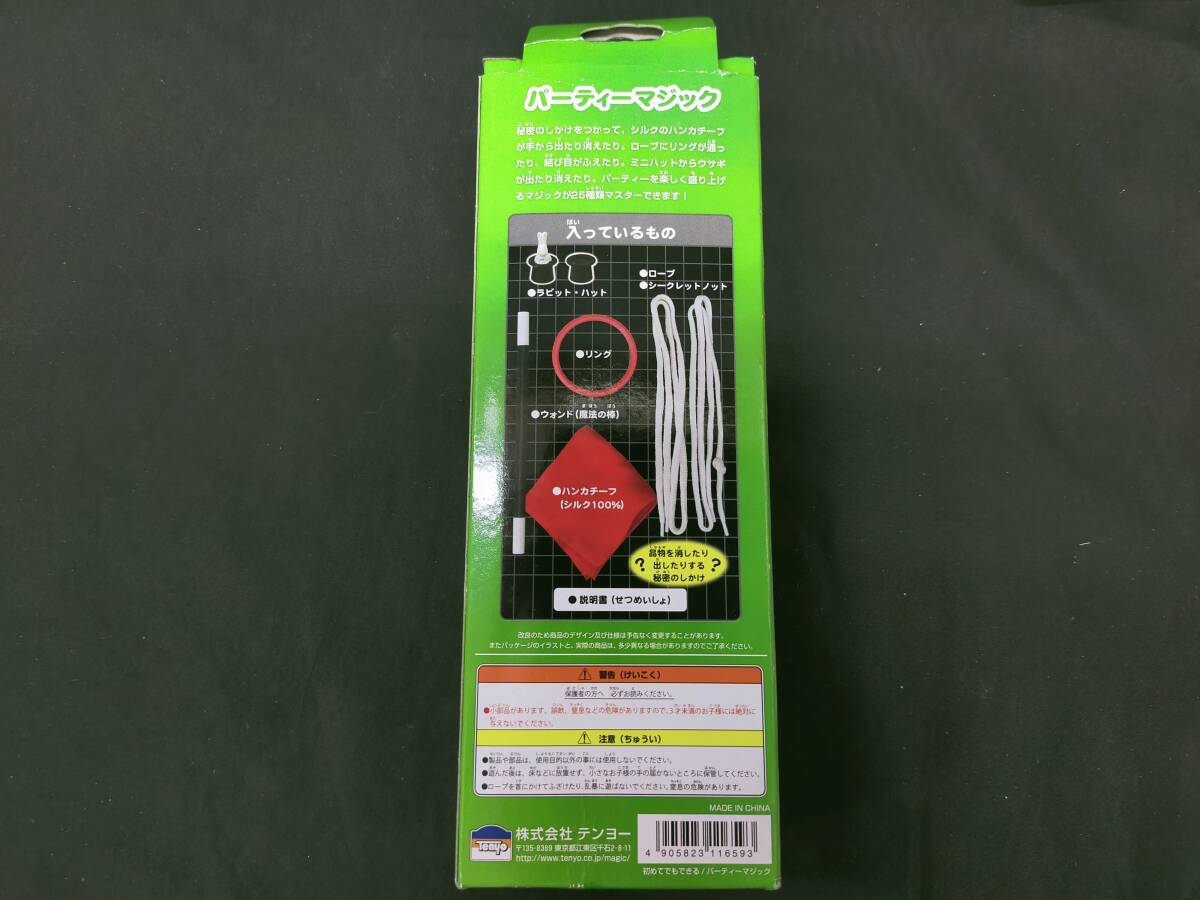 パーティーマジック
秘密のしかけをつかって、シルクのハンカチーフ
が手から出たり消えたり。ロープにリングが通っ
たり、結び目がふえたり。ミニハットからウサギ
が出たり消えたり。パーティーを楽しく盛り上げ
るマジックが25種類マスターできます!
入っているもの
●ラビット・ハット
●ロープ
●シークレットノット
●リング
●ウォンド(魔法の棒)
●ハンカチーフ
(シルク100%)
品物を消したり
? 出したりする ?
秘密のしかけ
●説明書(せつめいしょ)
改良のため商品のデザイン及び仕様は予告なく変更することがあります。
またパッケージのイラストと、実際の商品は、多少異なる場合がありますのでご了承ください。
警告(けいこく)
保護者の方へ 必ずお読みください。
●小部品があります。誤飲、窒息などの危険がありますので、3才未満のお子様には絶対に
与えないでください。
注意(ちゅうい)
●製品や部品は、使用目的以外の事には使用しないでください。
●遊んだ後は、床などに放置せず、小さなお子様の手の届かないところに保管してください。
●ロープを首にかけてふざけたり、乱暴に遊ばないでください。窒息の危険があります。
MADE IN CHINA
Tenyo
株式会社 テンヨー
〒135-8389 東京都江東区千石2-8-11
http://www.tenyo.co.jp/magic/
4 905823 116593
初めてでもできる/パーティーマジック